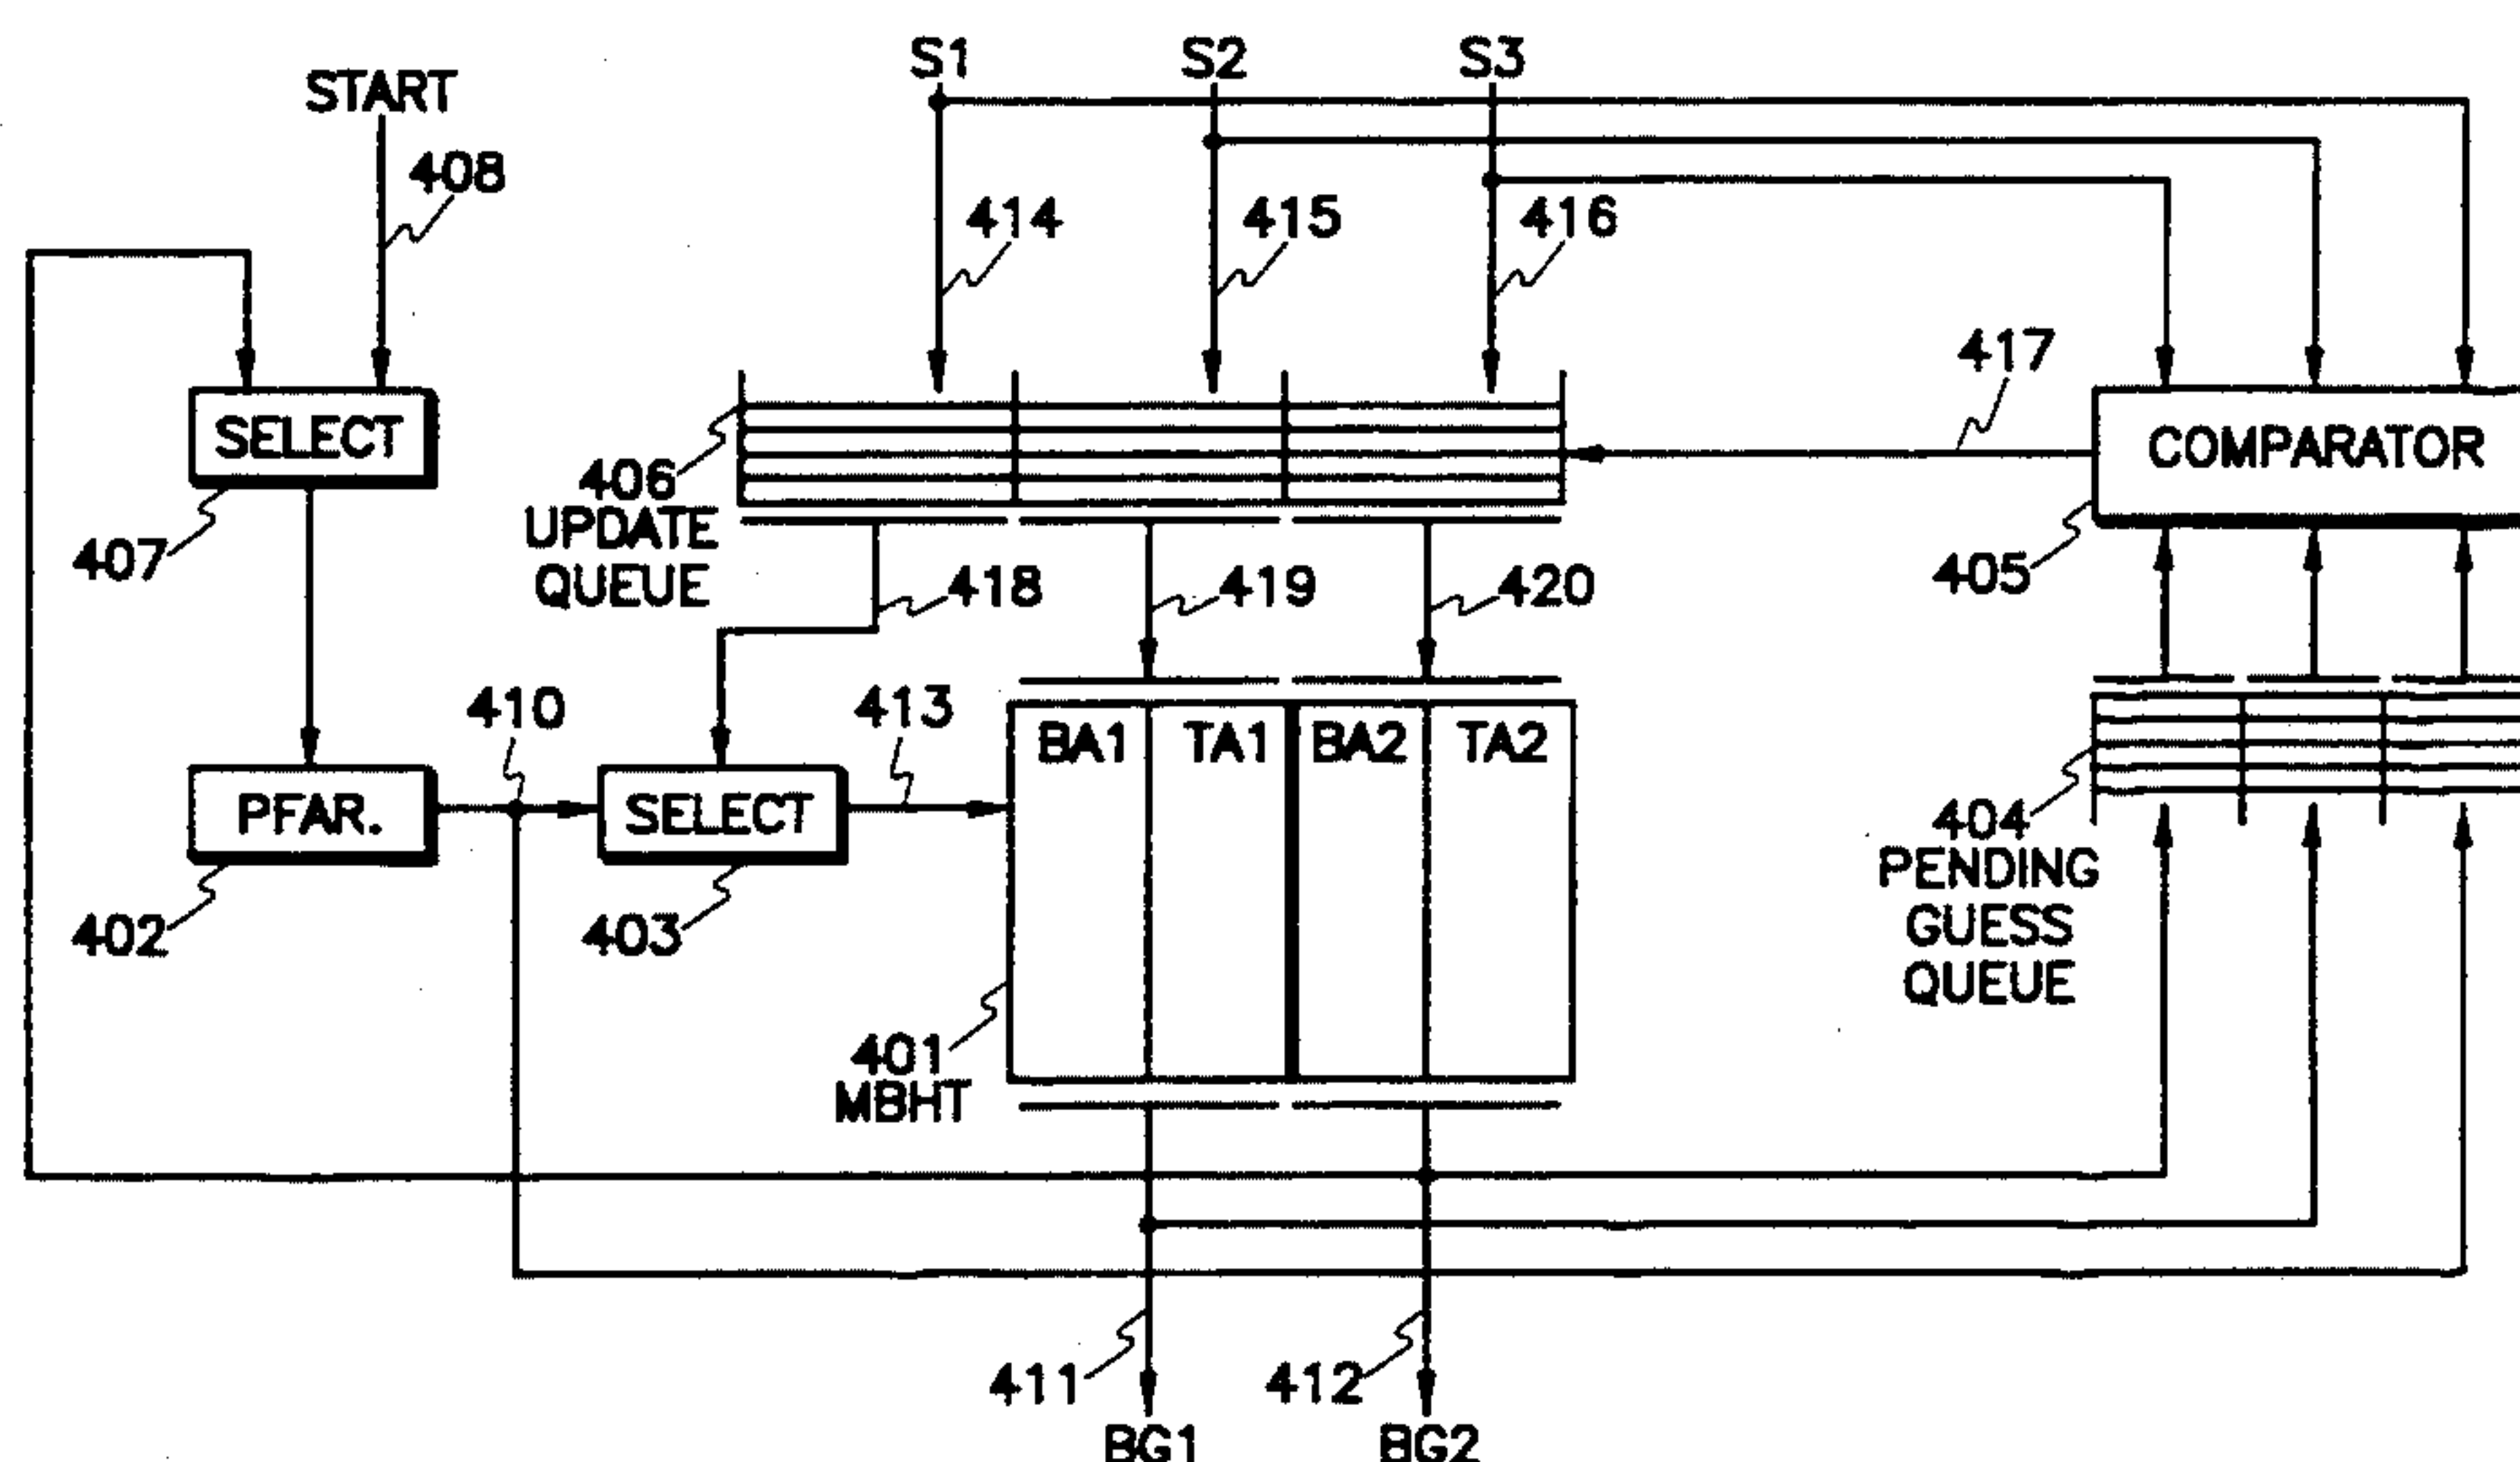 S1 S2 S3
START
408
414 415 416
417
SELECT
COMPARATOR
406
UPDATE
QUEUE
407
405
418 419 420
410 413
BA1 TA1 BA2 TA2
PFAR.
SELECT
404
PENDING
GUESS
QUEUE
402
403
401
MBHT
411 412
BG1 BG2